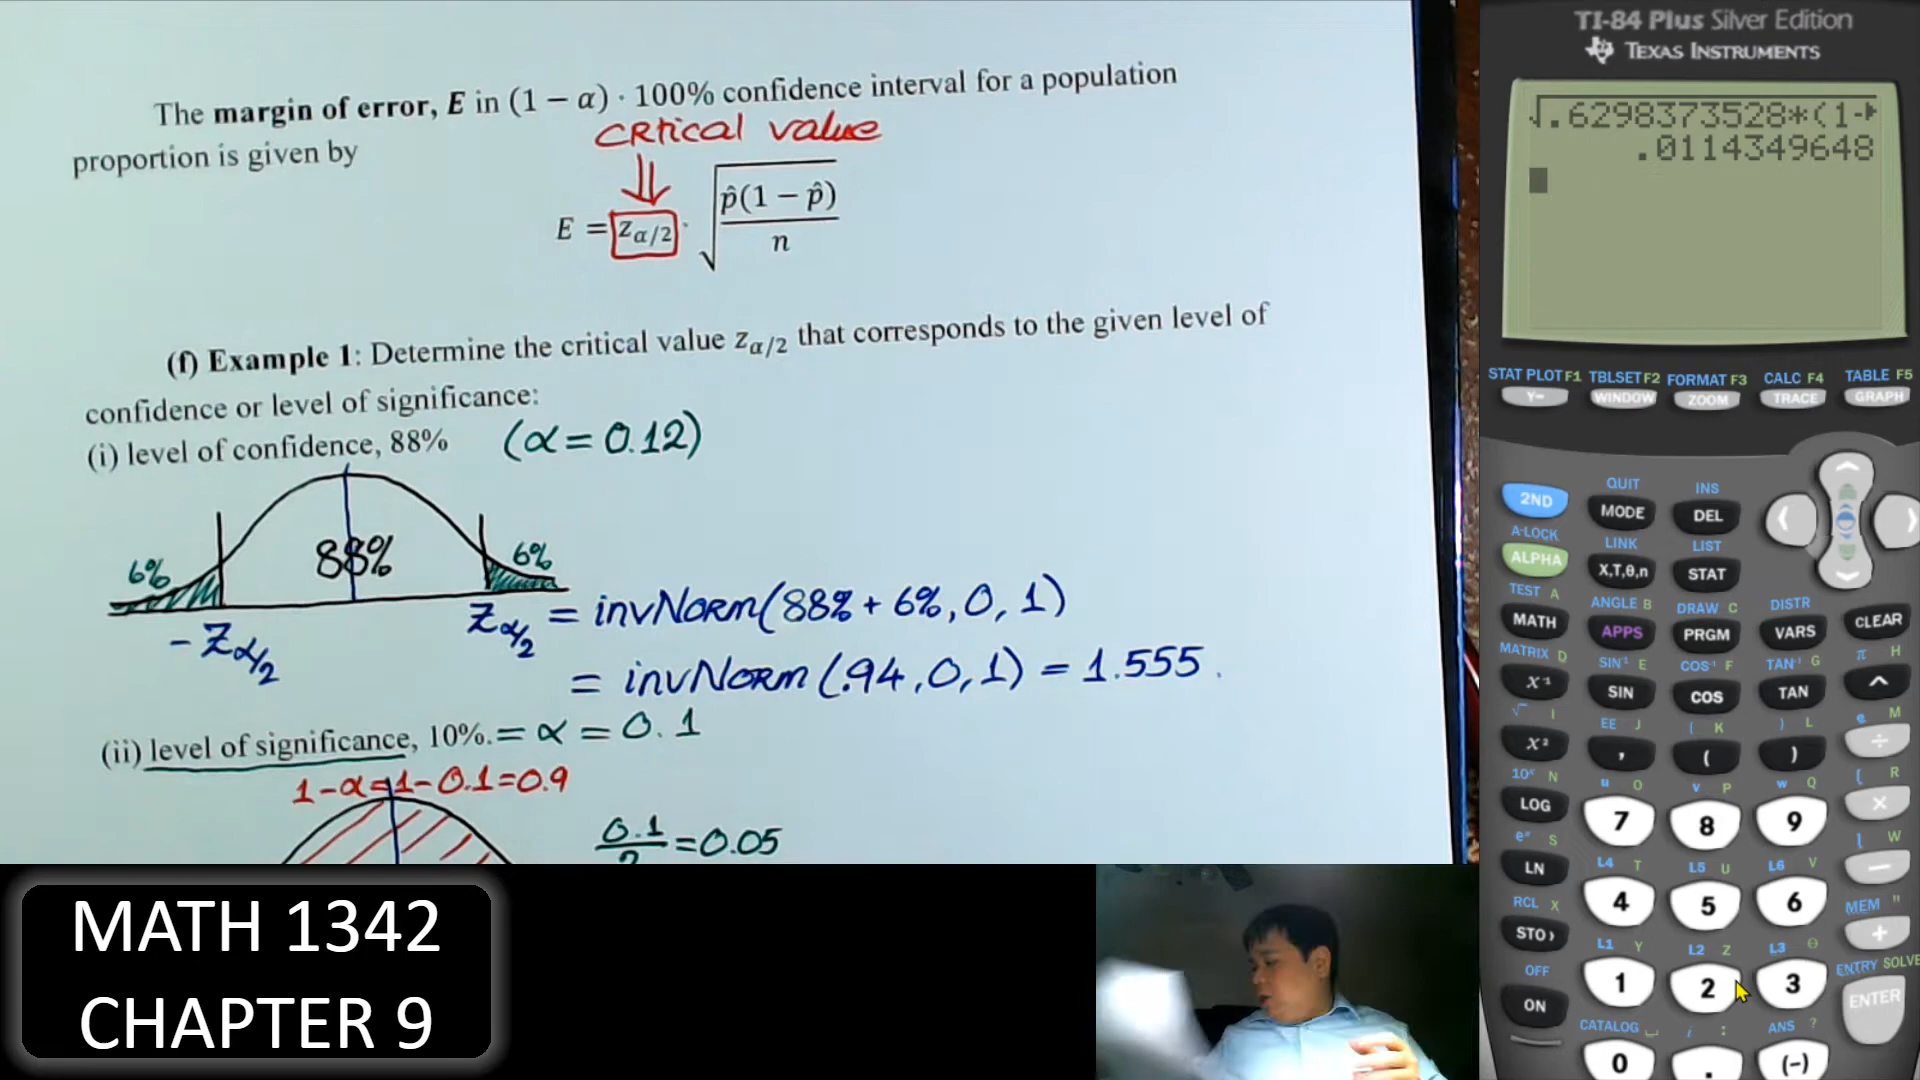 The margin of error, E in (1 − α) · 100% confidence interval for a population
CRtical value
proportion is given by
E = z_{α/2} · √(p̂(1 − p̂)/n)
(f) Example 1: Determine the critical value z_{α/2} that corresponds to the given level of
confidence or level of significance:
(i) level of confidence, 88% (α = 0.12)
6% 88% 6%
−Z_{α/2} Z_{α/2} = invNorm(88% + 6%, 0, 1)
= invNorm(.94, 0, 1) = 1.555.
(ii) level of significance, 10%. = α = 0.1
1 − α = 1 − 0.1 = 0.9
0.1/2 = 0.05
MATH 1342
CHAPTER 9
TI-84 Plus Silver Edition
TEXAS INSTRUMENTS
√.6298373528*(1-
.0114349648
STAT PLOT F1 TBLSET F2 FORMAT F3 CALC F4 TABLE F5
Y= WINDOW ZOOM TRACE GRAPH
QUIT INS
2ND MODE DEL
A-LOCK LINK LIST
ALPHA X,T,θ,n STAT
TEST A ANGLE B DRAW C DISTR
MATH APPS PRGM VARS CLEAR
MATRIX D SIN⁻¹ E COS⁻¹ F TAN⁻¹ G π H
X⁻¹ SIN COS TAN ^
√ I EE J { K } L e M
X² , ( ) ÷
10ˣ N u O v P w Q [ R
LOG 7 8 9 ×
eˣ S L4 T L5 U L6 V ] W
LN 4 5 6 −
RCL X L1 Y L2 Z L3 θ MEM "
STO› 1 2 3 +
OFF CATALOG ⎵ i : ANS ? ENTRY SOLVE
ON 0 . (−) ENTER